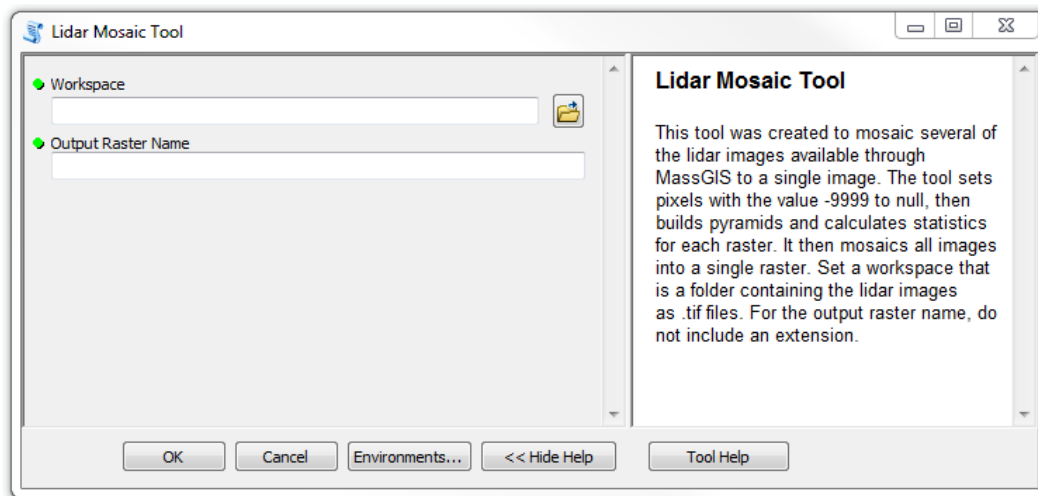 Lidar Mosaic Tool
Workspace
Output Raster Name
Lidar Mosaic Tool
This tool was created to mosaic several of
the lidar images available through
MassGIS to a single image. The tool sets
pixels with the value -9999 to null, then
builds pyramids and calculates statistics
for each raster. It then mosaics all images
into a single raster. Set a workspace that
is a folder containing the lidar images
as .tif files. For the output raster name, do
not include an extension.
OK
Cancel
Environments...
<< Hide Help
Tool Help